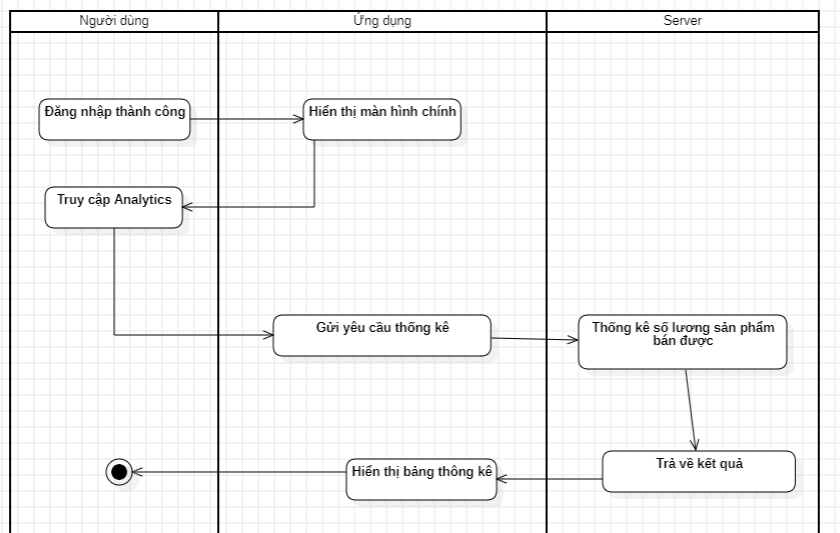 Người dùng
Ứng dụng
Server
Đăng nhập thành công
Hiển thị màn hình chính
Truy cập Analytics
Gửi yêu cầu thống kê
Thống kê số lương sản phẩm
bán được
Trả về kết quả
Hiển thị bảng thông kê